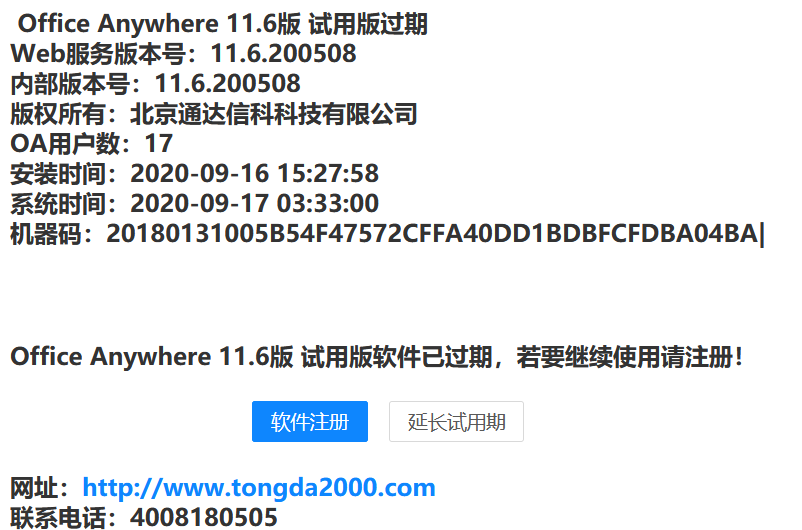 Office Anywhere 11.6版 试用版过期
Web服务版本号：11.6.200508
内部版本号：11.6.200508
版权所有：北京通达信科科技有限公司
OA用户数：17
安装时间：2020-09-16 15:27:58
系统时间：2020-09-17 03:33:00
机器码：20180131005B54F47572CFFA40DD1BDBFCFDBA04BA|
Office Anywhere 11.6版 试用版软件已过期，若要继续使用请注册！
软件注册 延长试用期
网址：http://www.tongda2000.com
联系电话：4008180505